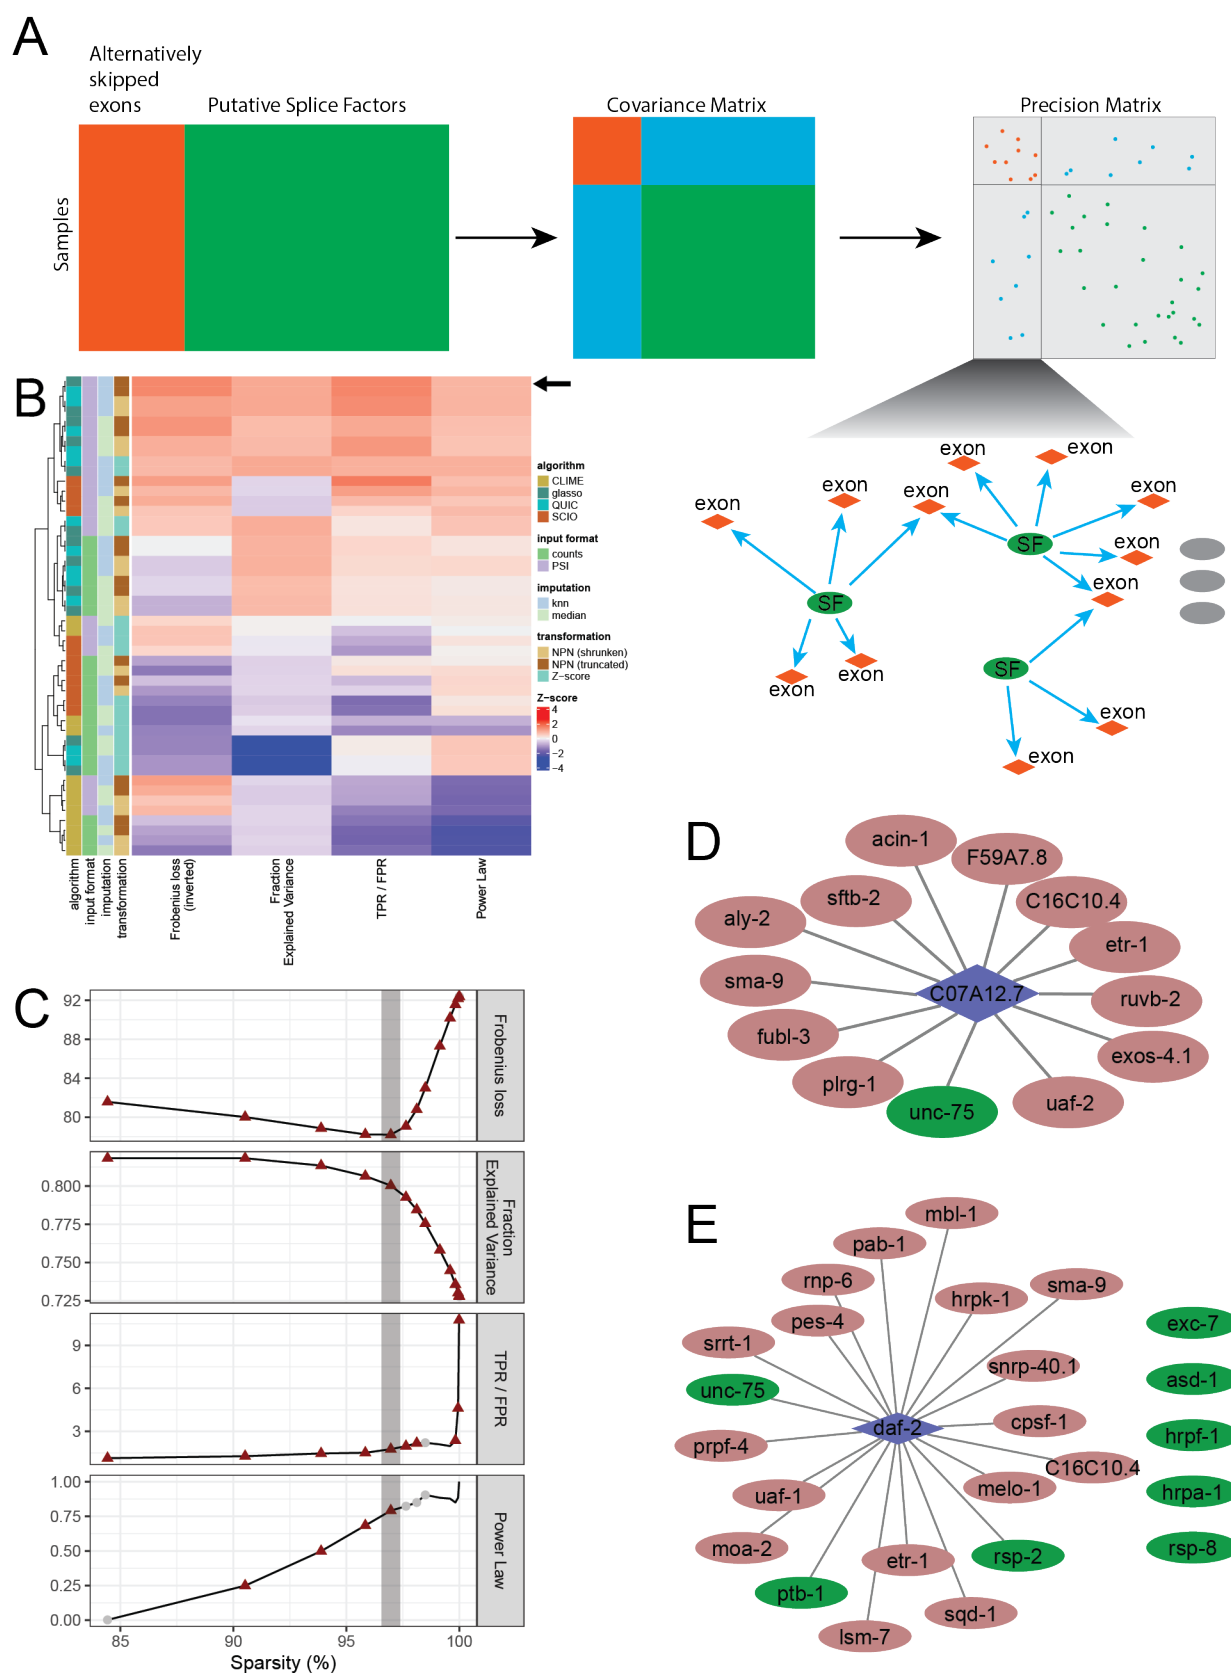 A
Alternatively
skipped
exons
Putative Splice Factors
Covariance Matrix
Precision Matrix
Samples
B
algorithm
CLIME
glasso
QUIC
SCIO
input format
counts
PSI
imputation
knn
median
transformation
NPN (shrunken)
NPN (truncated)
Z-score
Z−score
4
2
0
−2
−4
algorithm
input format
imputation
transformation
Frobenius loss
(inverted)
Fraction
Explained Variance
TPR / FPR
Power Law
exon
exon
exon
exon
exon
exon
exon
exon
exon
exon
exon
exon
SF
SF
SF
C
92
88
84
80
Frobenius loss
0.800
0.775
0.750
0.725
Fraction
Explained Variance
9
6
3
TPR / FPR
1.00
0.75
0.50
0.25
0.00
Power Law
85
90
95
100
Sparsity (%)
D
acin-1
F59A7.8
sftb-2
C16C10.4
aly-2
etr-1
sma-9
C07A12.7
ruvb-2
fubl-3
exos-4.1
plrg-1
unc-75
uaf-2
E
mbl-1
pab-1
rnp-6
hrpk-1
sma-9
pes-4
srrt-1
snrp-40.1
unc-75
daf-2
cpsf-1
prpf-4
C16C10.4
uaf-1
melo-1
moa-2
etr-1
rsp-2
ptb-1
sqd-1
lsm-7
exc-7
asd-1
hrpf-1
hrpa-1
rsp-8